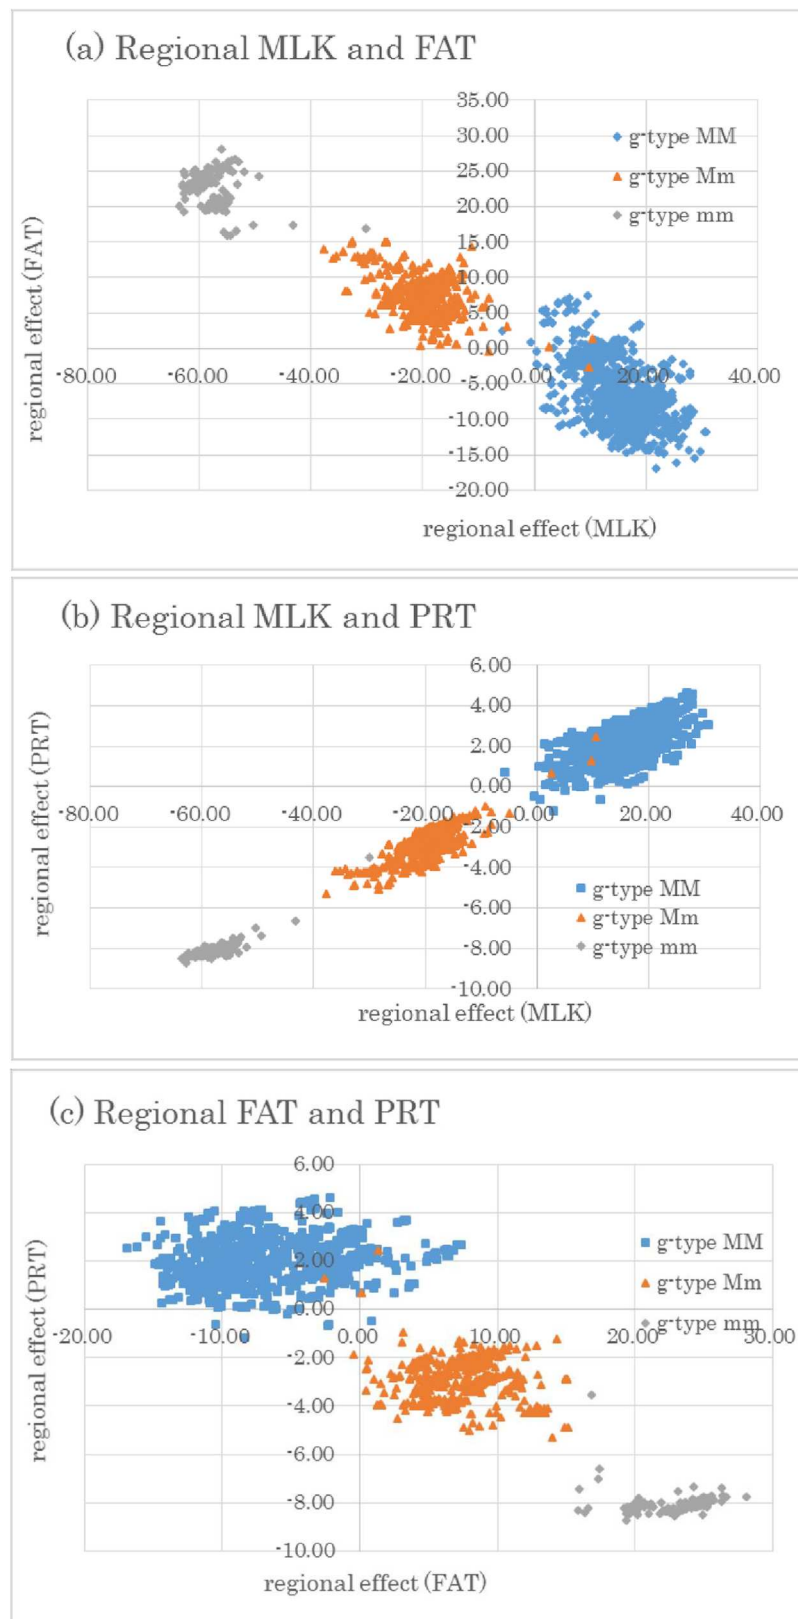 (a) Regional MLK and FAT
35.00
30.00
25.00
20.00
15.00
10.00
5.00
0.00
-5.00
-10.00
-15.00
-20.00
-80.00 -60.00 -40.00 -20.00 0.00 20.00 40.00
g-type MM
g-type Mm
g-type mm
regional effect (FAT)
regional effect (MLK)
(b) Regional MLK and PRT
6.00
4.00
2.00
0.00
-2.00
-4.00
-6.00
-8.00
-10.00
-80.00 -60.00 -40.00 -20.00 0.00 20.00 40.00
g-type MM
g-type Mm
g-type mm
regional effect (PRT)
regional effect (MLK)
(c) Regional FAT and PRT
6.00
4.00
2.00
0.00
-2.00
-4.00
-6.00
-8.00
-10.00
-20.00 -10.00 0.00 10.00 20.00 30.00
g-type MM
g-type Mm
g-type mm
regional effect (PRT)
regional effect (FAT)